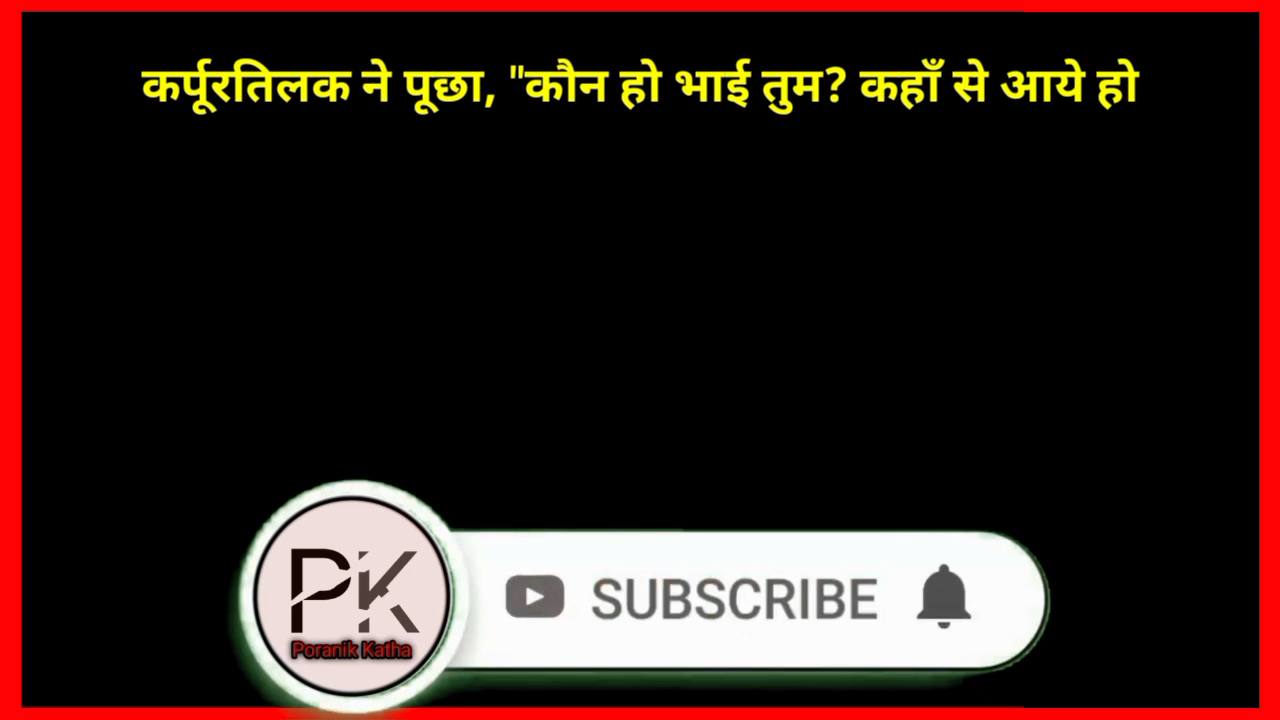 कर्पूरतिलक ने पूछा, "कौन हो भाई तुम? कहाँ से आये हो
PK
Poranik Katha
SUBSCRIBE